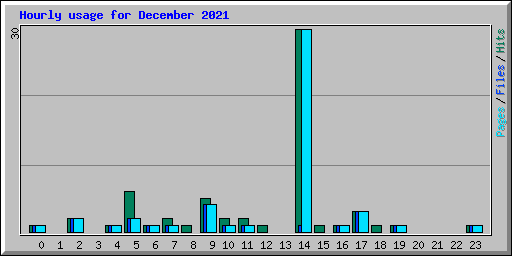 Hourly usage for December 2021
30
Pages/Files/Hits
0 1 2 3 4 5 6 7 8 9 10 11 12 13 14 15 16 17 18 19 20 21 22 23